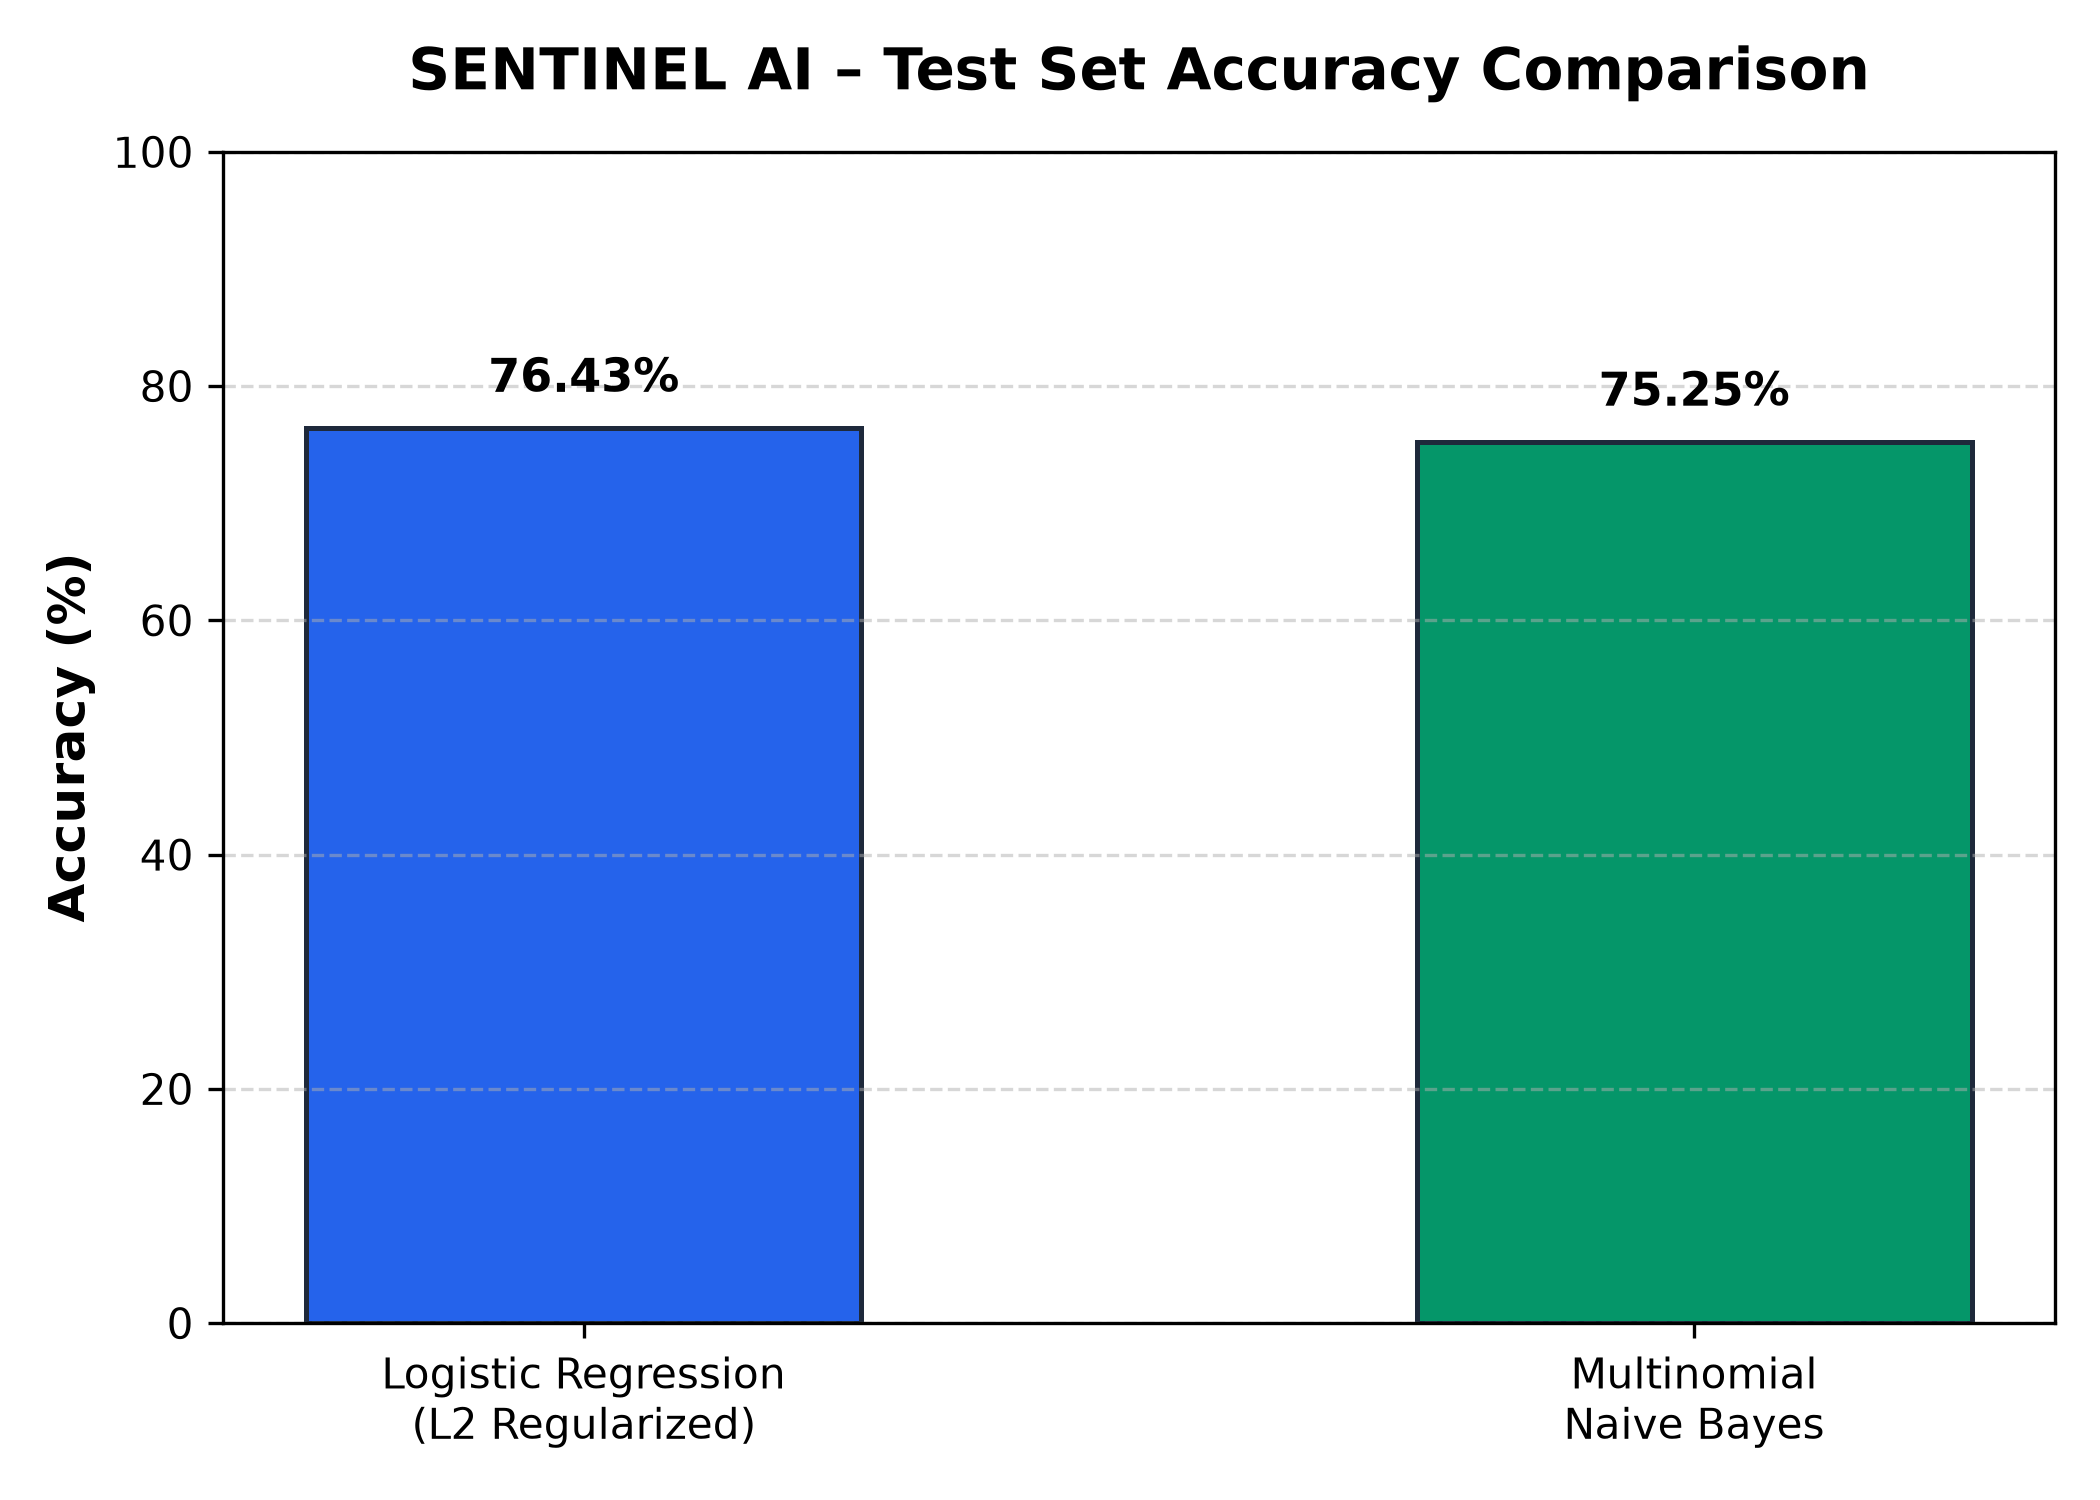 SENTINEL AI – Test Set Accuracy Comparison
Accuracy (%)
100
80
60
40
20
0
76.43%
75.25%
Logistic Regression
(L2 Regularized)
Multinomial
Naive Bayes